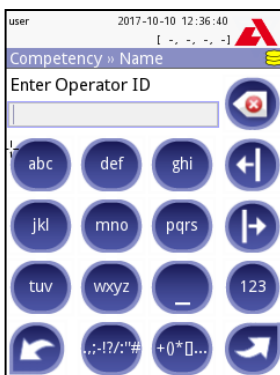 user 2017-10-10 12:36:40
[ -, -, -, -]
Competency » Name
Enter Operator ID
abc def ghi
jkl mno pqrs
tuv wxyz _ 123
.,;-!?/:"# +()*[]...